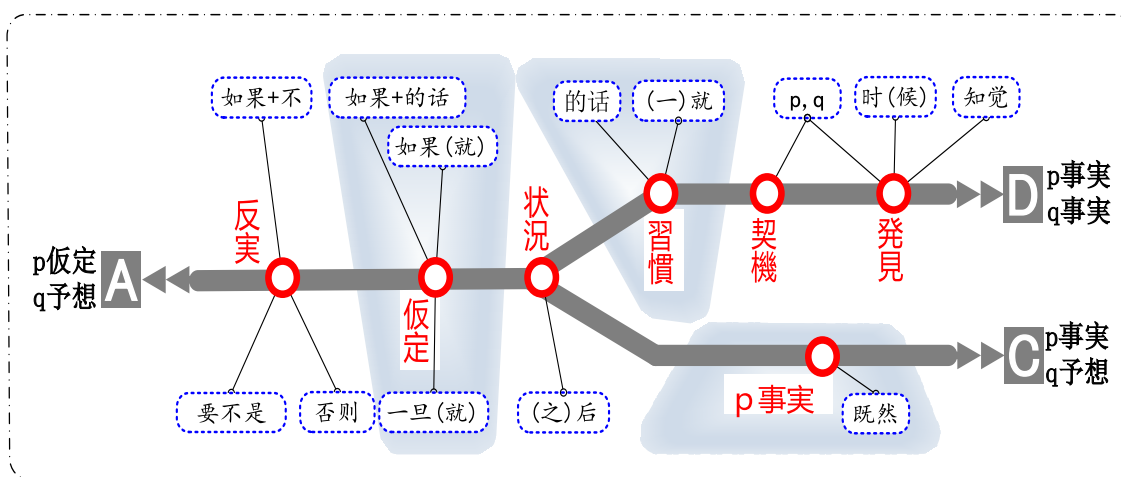 如果+不
如果+的话
如果(就)
的话
(一)就
p,q
时(候)
知觉
反実
仮定
状況
習慣
契機
発見
p仮定
q予想
A
D
p事実
q事実
C
p事実
q予想
p事実
要不是
否则
一旦(就)
(之)后
既然